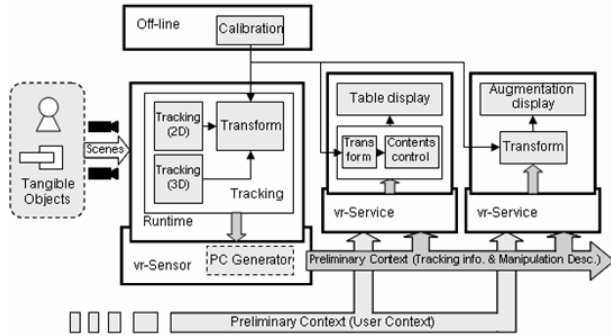 Off-line
Calibration
Tangible
Objects
Scenes
Tracking
(2D)
Transform
Tracking
(3D)
Tracking
Runtime
vr-Sensor
PC Generator
Table display
Trans
form
Contents
control
vr-Service
Augmentation
display
Transform
vr-Service
Preliminary Context (Tracking info. & Manipulation Desc.)
Preliminary Context (User Context)